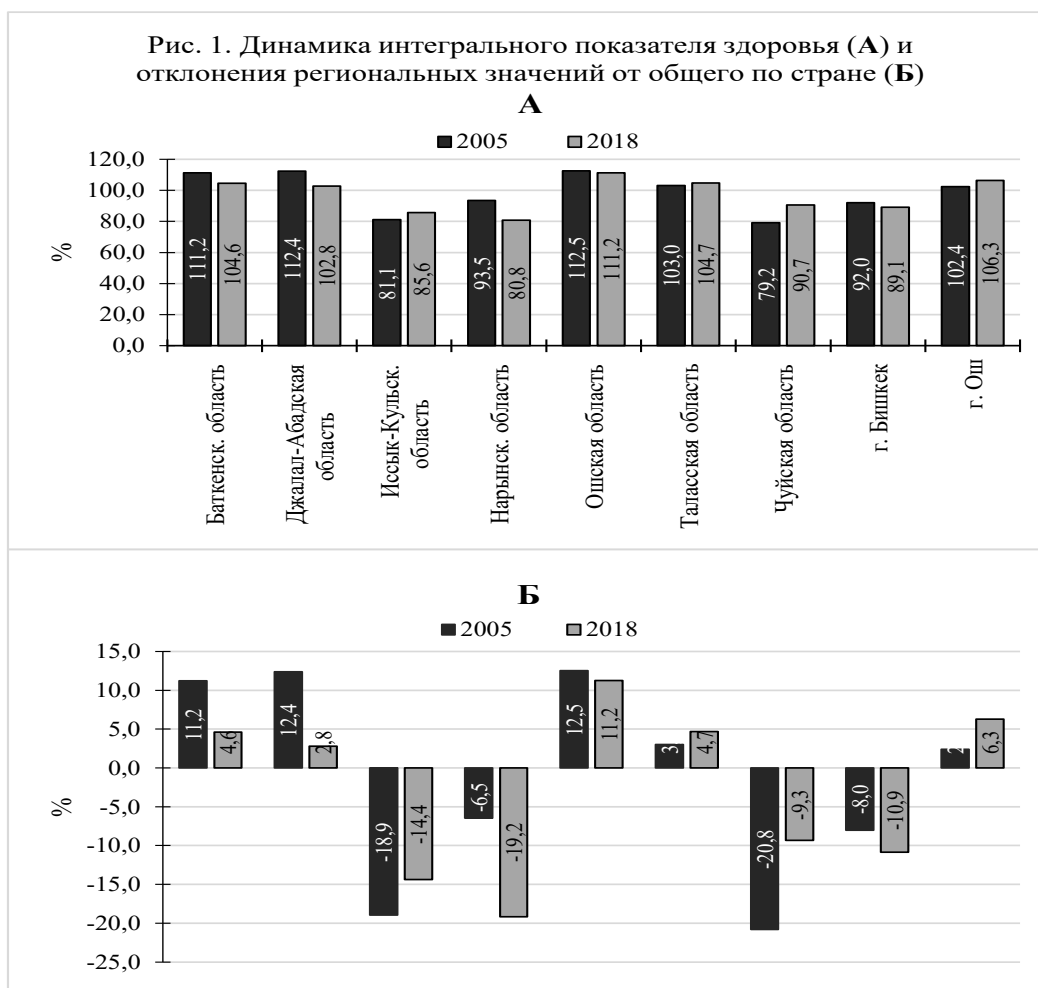 Рис. 1. Динамика интегрального показателя здоровья (А) и
отклонения региональных значений от общего по стране (Б)
А
2005 2018
120,0
100,0
80,0
60,0
40,0
20,0
0,0
%
111,2 104,6 112,4 102,8 81,1 85,6 93,5 80,8 112,5 111,2 103,0 104,7 79,2 90,7 92,0 89,1 102,4 106,3
Баткенск. область
Джалал-Абадская
область
Иссык-Кульск.
область
Нарынск. область
Ошская область
Таласская область
Чуйская область
г. Бишкек
г. Ош
Б
2005 2018
15,0
10,0
5,0
0,0
-5,0
-10,0
-15,0
-20,0
-25,0
%
11,2 4,6 12,4 2,8 -18,9 -14,4 -6,5 -19,2 12,5 11,2 3 4,7 -20,8 -9,3 -8,0 -10,9 2 6,3